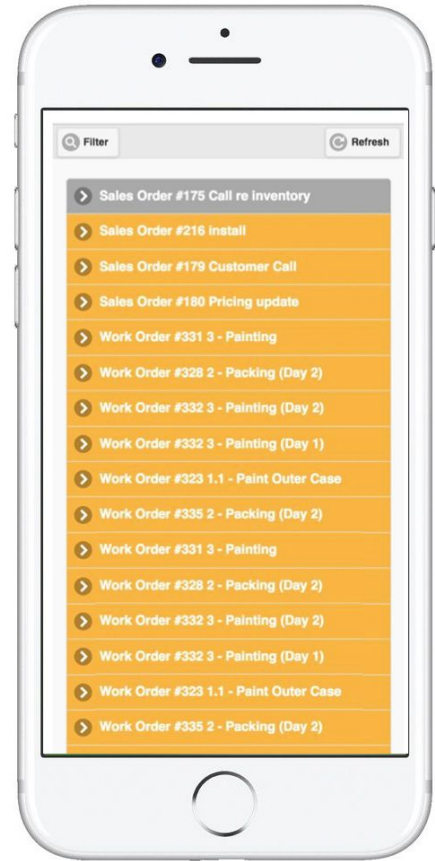 Filter
Refresh
Sales Order #175 Call re inventory
Sales Order #216 install
Sales Order #179 Customer Call
Sales Order #180 Pricing update
Work Order #331 3 - Painting
Work Order #328 2 - Packing (Day 2)
Work Order #332 3 - Painting (Day 2)
Work Order #332 3 - Painting (Day 1)
Work Order #323 1.1 - Paint Outer Case
Work Order #335 2 - Packing (Day 2)
Work Order #331 3 - Painting
Work Order #328 2 - Packing (Day 2)
Work Order #332 3 - Painting (Day 2)
Work Order #332 3 - Painting (Day 1)
Work Order #323 1.1 - Paint Outer Case
Work Order #335 2 - Packing (Day 2)